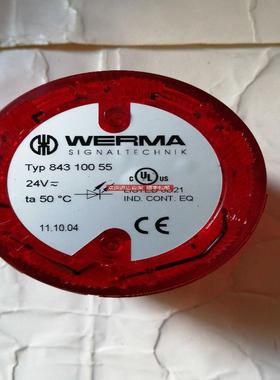 WERMA
SIGNALTECHNIK
Typ 843 100 55
24V
ta 50 °C
C UL US
IND. CONT. EQ
11.10.04
CE